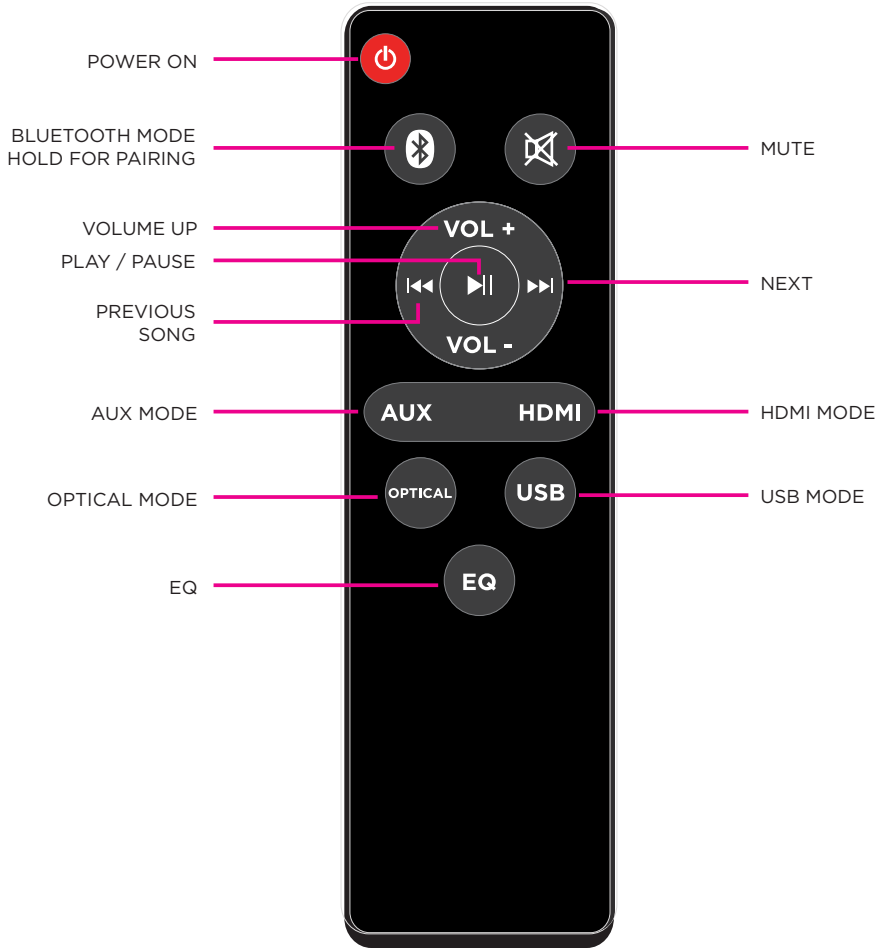 POWER ON
BLUETOOTH MODE
HOLD FOR PAIRING
MUTE
VOLUME UP
VOL +
PLAY / PAUSE
PREVIOUS
SONG
NEXT
VOL -
AUX MODE
AUX
HDMI
HDMI MODE
OPTICAL MODE
OPTICAL
USB
USB MODE
EQ
EQ